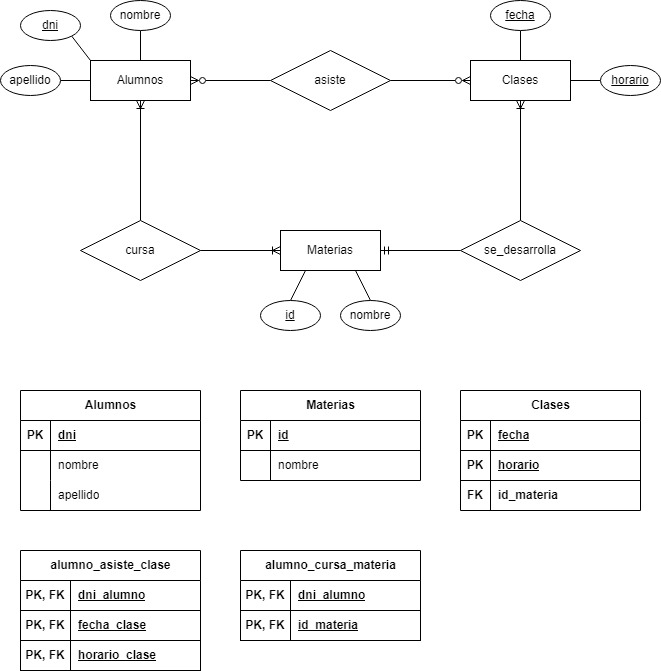 dni
nombre
fecha
apellido
Alumnos
asiste
Clases
horario
cursa
Materias
se_desarrolla
id
nombre
Alumnos
PK dni
nombre
apellido
Materias
PK id
nombre
Clases
PK fecha
PK horario
FK id_materia
alumno_asiste_clase
PK, FK dni_alumno
PK, FK fecha_clase
PK, FK horario_clase
alumno_cursa_materia
PK, FK dni_alumno
PK, FK id_materia